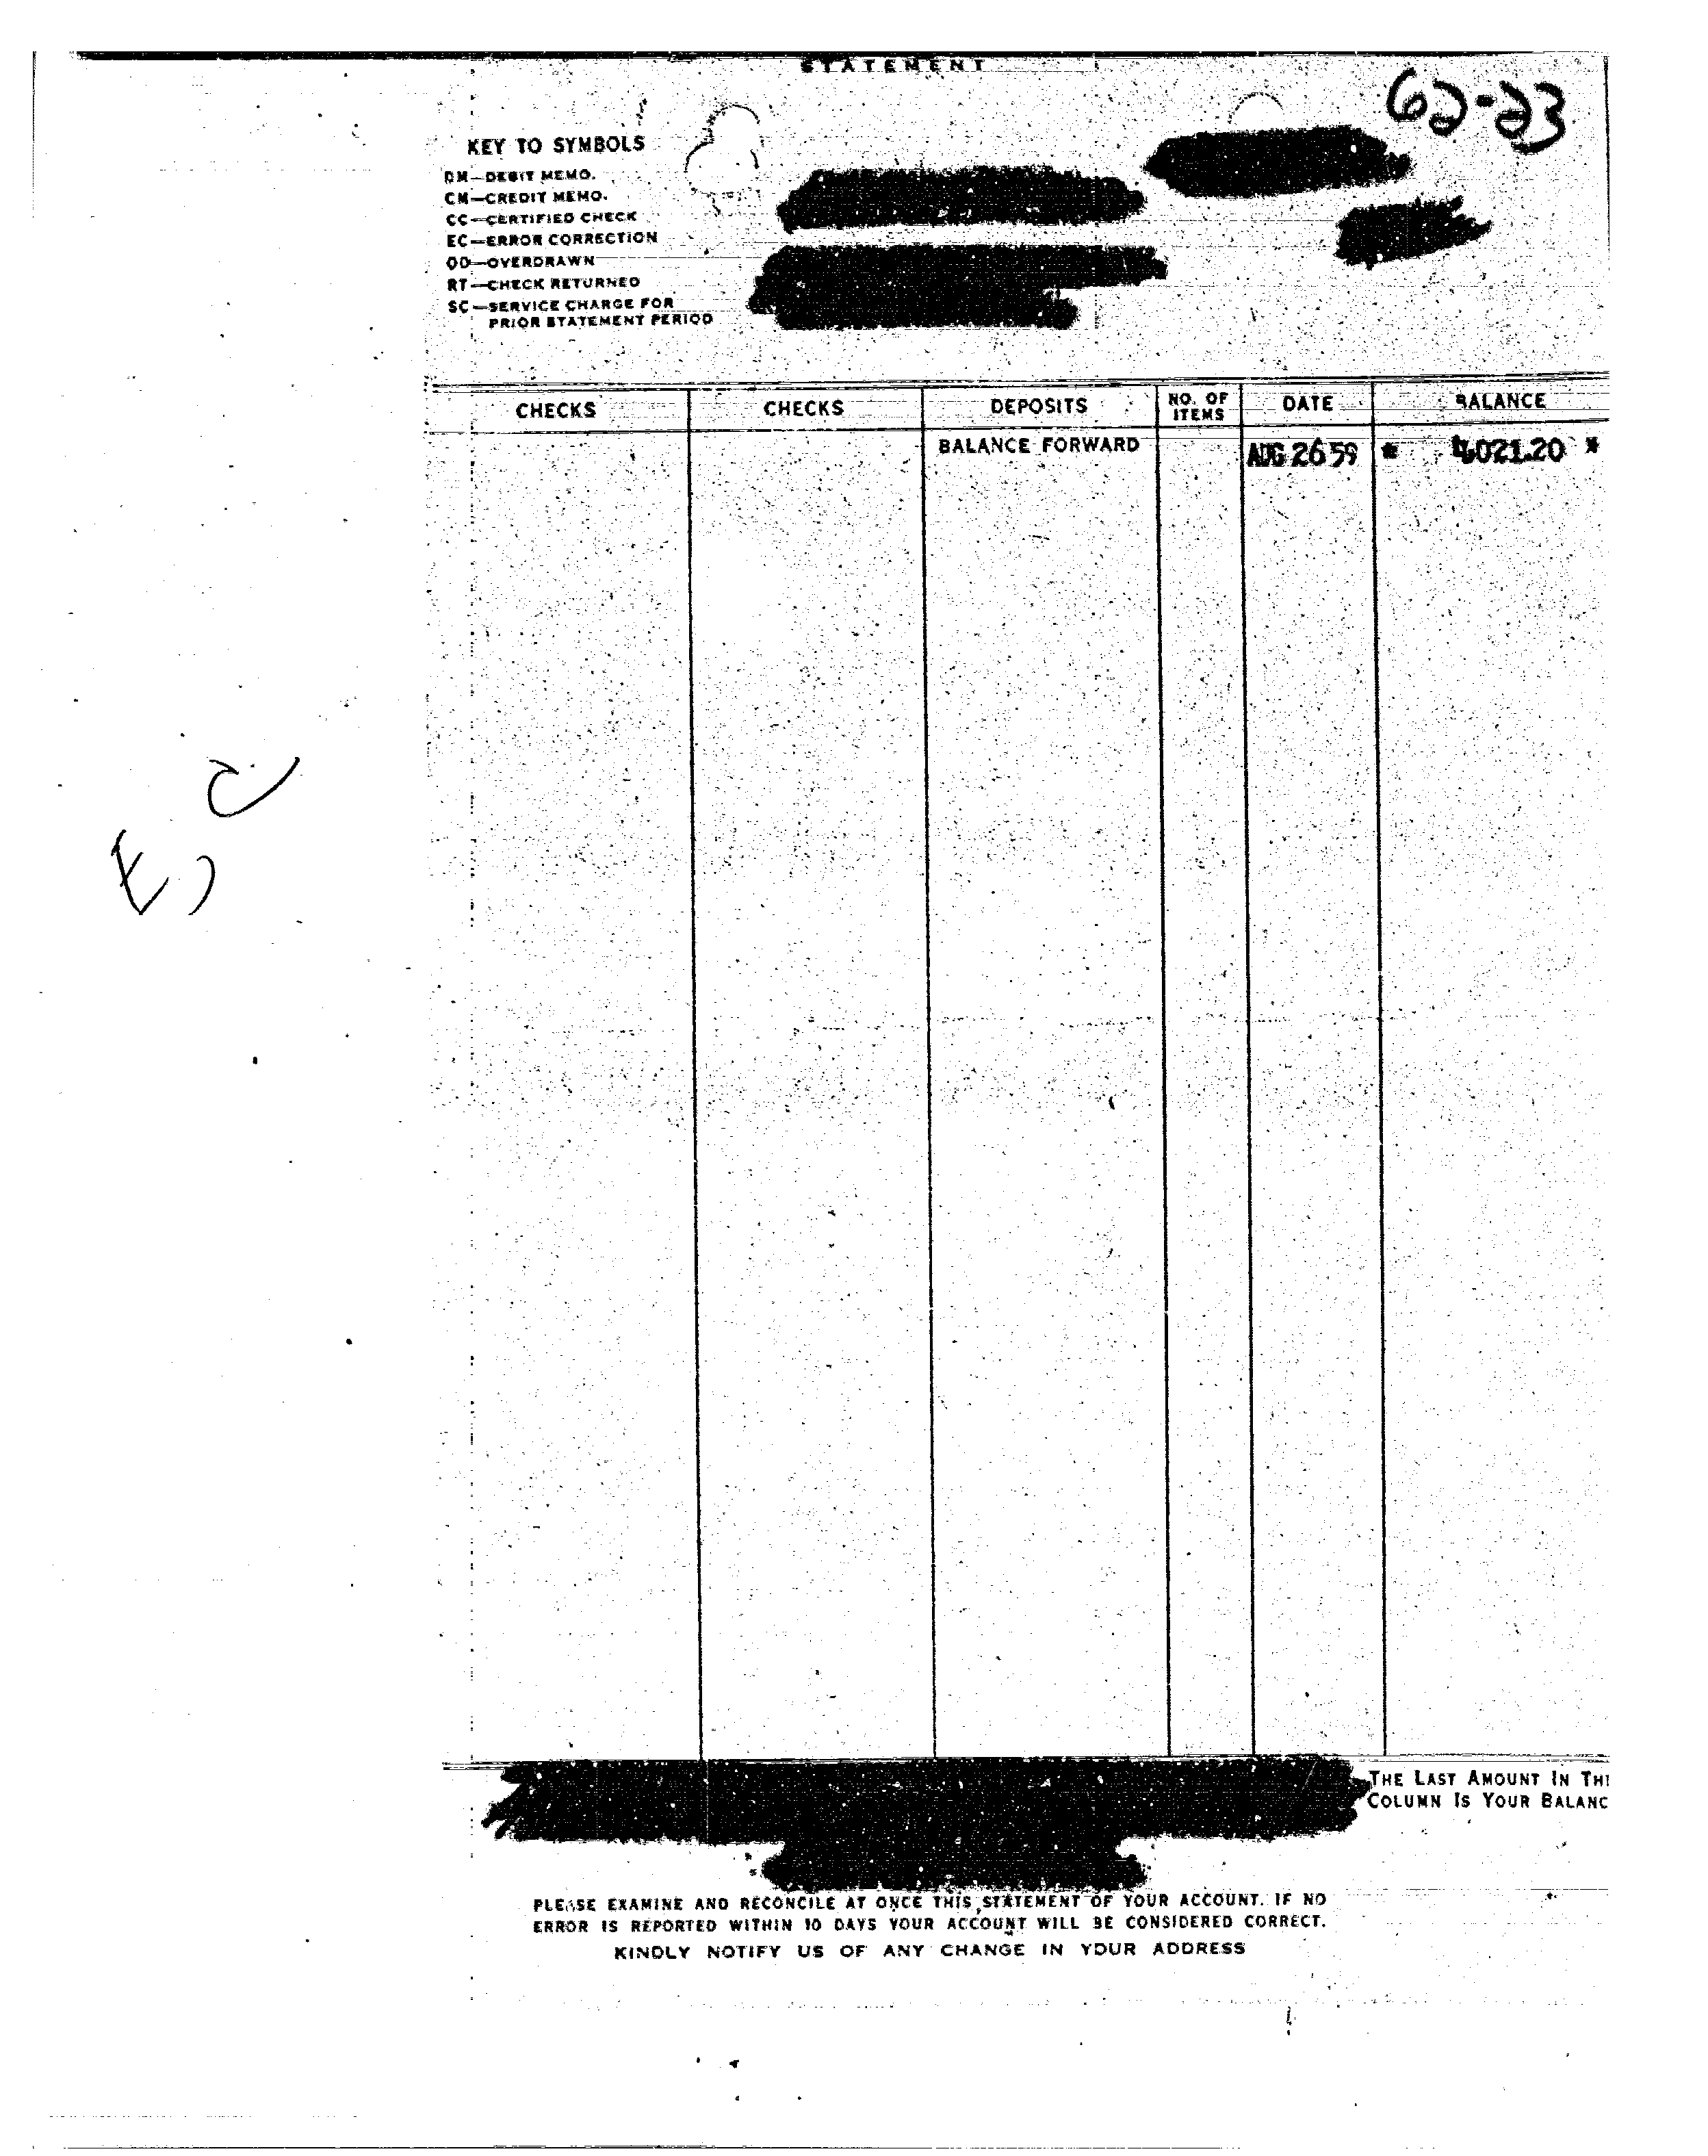 STATEMENT
62-23
KEY TO SYMBOLS
DM—DEBIT MEMO.
CM—CREDIT MEMO.
CC—CERTIFIED CHECK
EC—ERROR CORRECTION
OD—OVERDRAWN
RT—CHECK RETURNED
SC—SERVICE CHARGE FOR
PRIOR STATEMENT PERIOD
CHECKS CHECKS DEPOSITS NO. OF ITEMS DATE BALANCE
BALANCE FORWARD AUG 26 59 * 4,021.20 *
THE LAST AMOUNT IN THI
COLUMN IS YOUR BALANC
PLEASE EXAMINE AND RECONCILE AT ONCE THIS STATEMENT OF YOUR ACCOUNT. IF NO
ERROR IS REPORTED WITHIN 10 DAYS YOUR ACCOUNT WILL BE CONSIDERED CORRECT.
KINDLY NOTIFY US OF ANY CHANGE IN YOUR ADDRESS